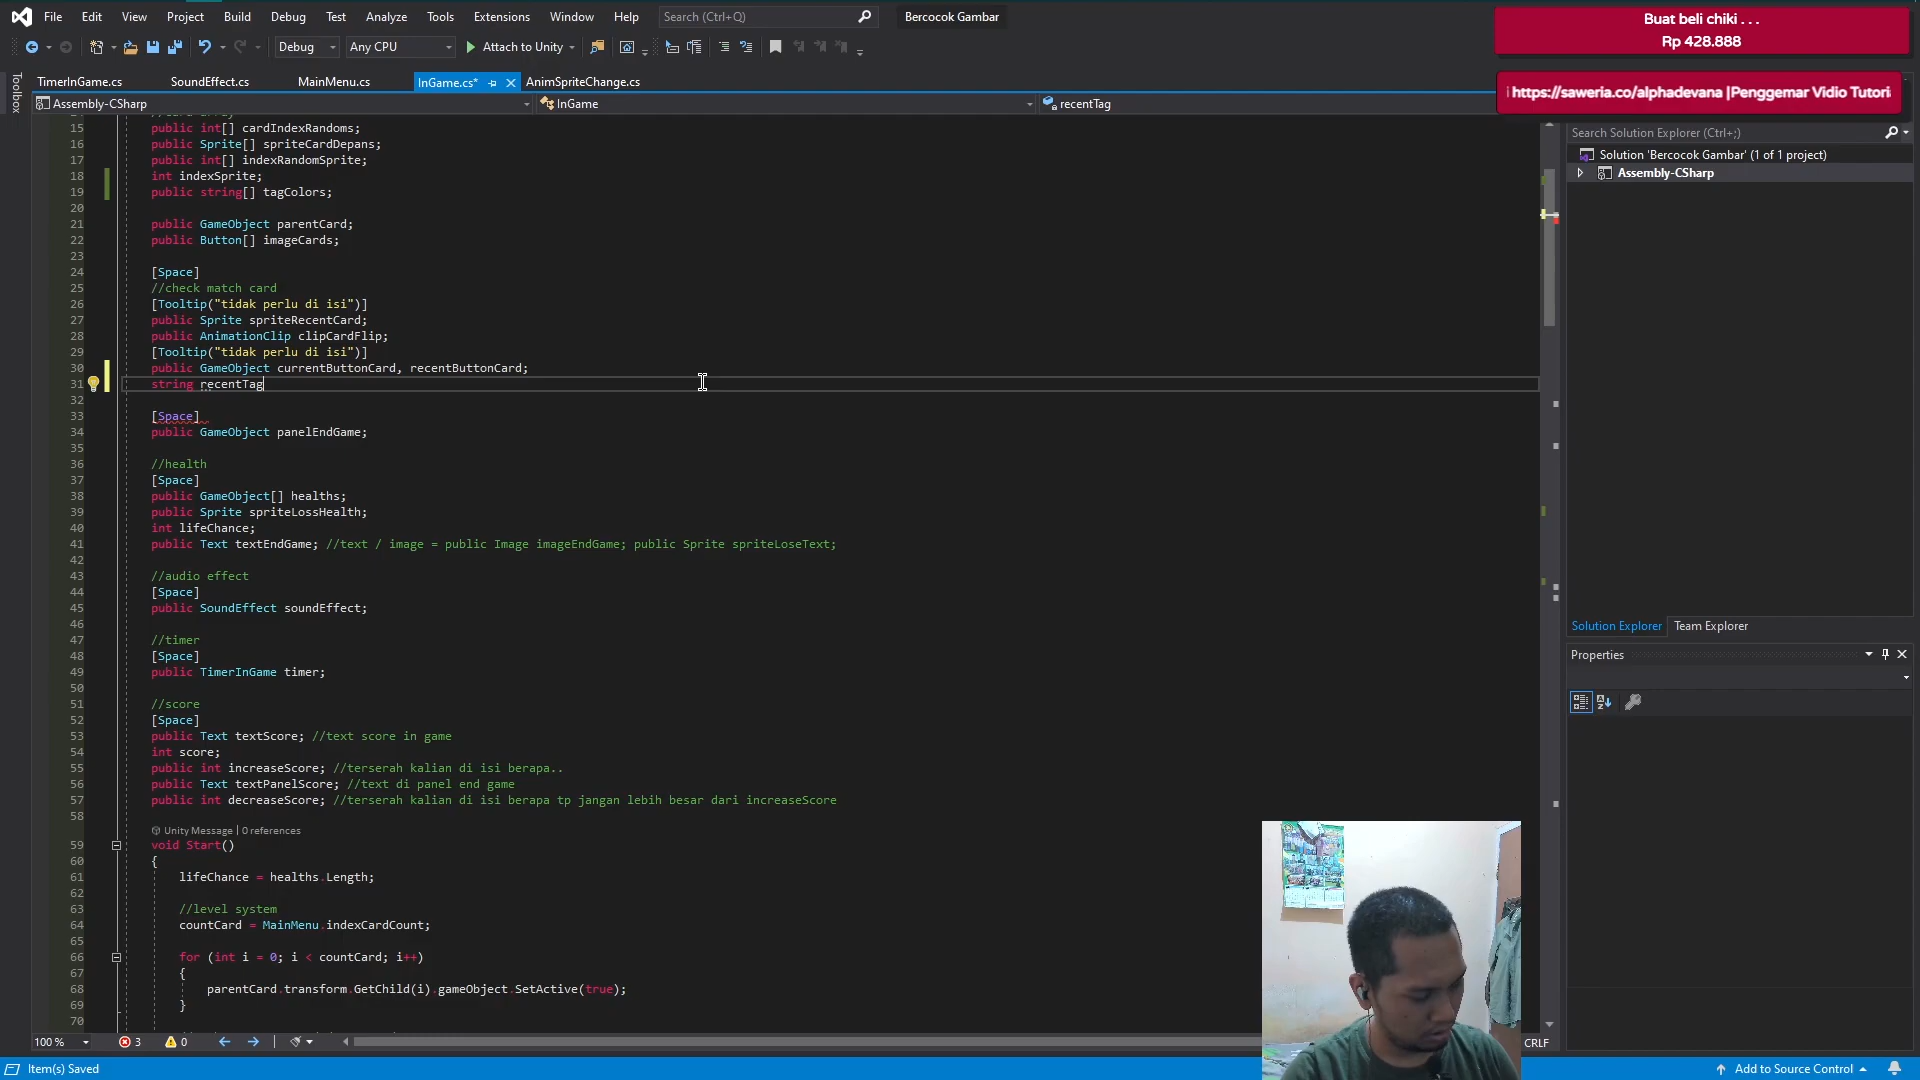 File Edit View Project Build Debug Test Analyze Tools Extensions Window Help Search (Ctrl+Q) Bercocok Gambar
Debug Any CPU Attach to Unity
Buat beli chiki . . .
Rp 428.888
https://saweria.co/alphadevana |Penggemar Vidio Tutori
Toolbox
TimerInGame.cs SoundEffect.cs MainMenu.cs InGame.cs* AnimSpriteChange.cs
Assembly-CSharp InGame recentTag
15 public int[] cardIndexRandoms;
16 public Sprite[] spriteCardDepans;
17 public int[] indexRandomSprite;
18 int indexSprite;
19 public string[] tagColors;
20
21 public GameObject parentCard;
22 public Button[] imageCards;
23
24 [Space]
25 //check match card
26 [Tooltip("tidak perlu di isi")]
27 public Sprite spriteRecentCard;
28 public AnimationClip clipCardFlip;
29 [Tooltip("tidak perlu di isi")]
30 public GameObject currentButtonCard, recentButtonCard;
31 string recentTag
32
33 [Space]
34 public GameObject panelEndGame;
35
36 //health
37 [Space]
38 public GameObject[] healths;
39 public Sprite spriteLossHealth;
40 int lifeChance;
41 public Text textEndGame; //text / image = public Image imageEndGame; public Sprite spriteLoseText;
42
43 //audio effect
44 [Space]
45 public SoundEffect soundEffect;
46
47 //timer
48 [Space]
49 public TimerInGame timer;
50
51 //score
52 [Space]
53 public Text textScore; //text score in game
54 int score;
55 public int increaseScore; //terserah kalian di isi berapa..
56 public Text textPanelScore; //text di panel end game
57 public int decreaseScore; //terserah kalian di isi berapa tp jangan lebih besar dari increaseScore
58
Unity Message | 0 references
59 void Start()
60 {
61 lifeChance = healths.Length;
62
63 //level system
64 countCard = MainMenu.indexCardCount;
65
66 for (int i = 0; i < countCard; i++)
67 {
68 parentCard.transform.GetChild(i).gameObject.SetActive(true);
69 }
70
Search Solution Explorer (Ctrl+;)
Solution 'Bercocok Gambar' (1 of 1 project)
Assembly-CSharp
Solution Explorer Team Explorer
Properties
100 % 3 0 CRLF
Item(s) Saved Add to Source Control